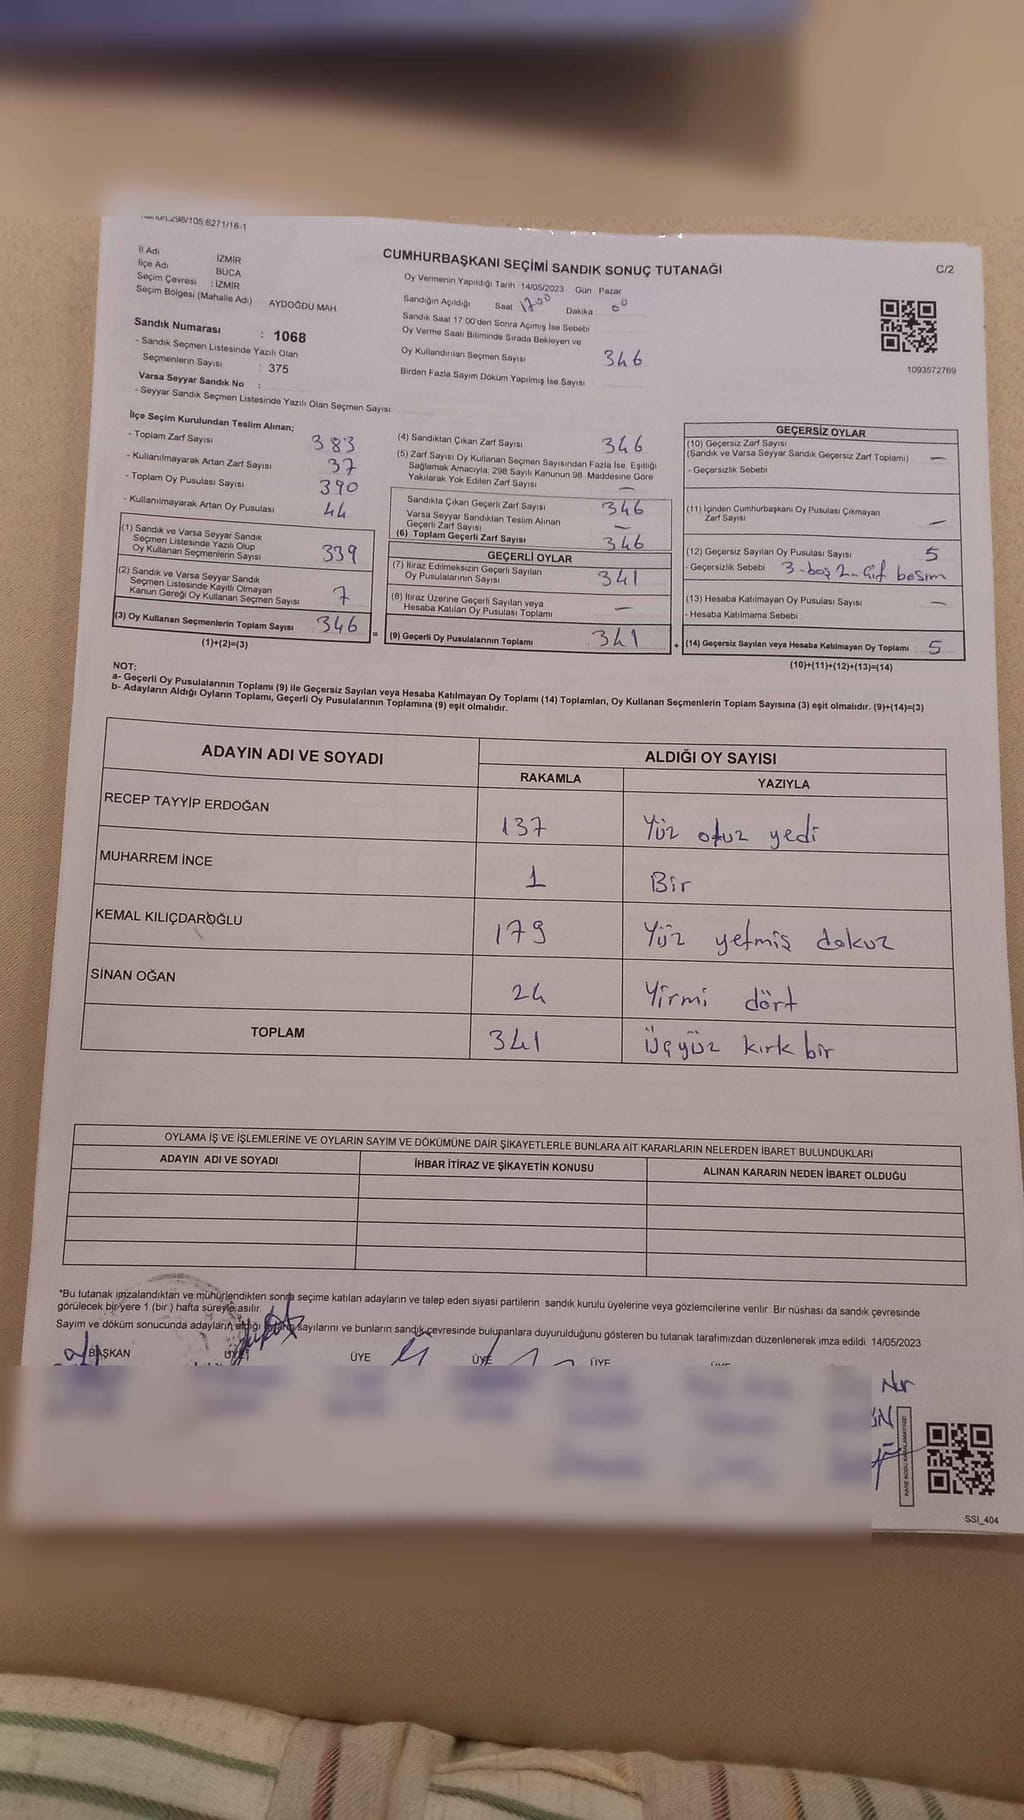 298/105,6271/18-1
CUMHURBAŞKANI SEÇİMİ SANDIK SONUÇ TUTANAĞI
C/2
İl Adı İZMİR
İlçe Adı BUCA
Seçim Çevresi : İZMİR
Seçim Bölgesi (Mahalle Adı) AYDOĞDU MAH
Sandık Numarası : 1068
- Sandık Seçmen Listesinde Yazılı Olan
Seçmenlerin Sayısı : 375
Varsa Seyyar Sandık No :
- Seyyar Sandık Seçmen Listesinde Yazılı Olan Seçmen Sayısı:
Oy Vermenin Yapıldığı Tarih : 14/05/2023 Gün : Pazar
Sandığın Açıldığı Saat 17:00 Dakika 00
Sandık Saat 17:00'den Sonra Açımış İse Sebebi
Oy Verme Saati Bitiminde Sırada Bekleyen ve
Oy Kullandırılan Seçmen Sayısı 346
Birden Fazla Sayım Döküm Yapılmış İse Sayısı
1093572769
İlçe Seçim Kurulundan Teslim Alınan;
- Toplam Zarf Sayısı 383
- Kullanılmayarak Artan Zarf Sayısı 37
- Toplam Oy Pusulası Sayısı 390
- Kullanılmayarak Artan Oy Pusulası 44
(1) Sandık ve Varsa Seyyar Sandık
Seçmen Listesinde Yazılı Olup
Oy Kullanan Seçmenlerin Sayısı 339
(2) Sandık ve Varsa Seyyar Sandık
Seçmen Listesinde Kayıtlı Olmayan
Kanun Gereği Oy Kullanan Seçmen Sayısı 7
(3) Oy Kullanan Seçmenlerin Toplam Sayısı 346
(1)+(2)=(3)
(4) Sandıktan Çıkan Zarf Sayısı 346
(5) Zarf Sayısı Oy Kullanan Seçmen Sayısından Fazla İse, Eşitliği
Sağlamak Amacıyla, 298 Sayılı Kanunun 98. Maddesine Göre
Yakılarak Yok Edilen Zarf Sayısı —
Sandıkta Çıkan Geçerli Zarf Sayısı 346
Varsa Seyyar Sandıktan Teslim Alınan
Geçerli Zarf Sayısı —
(6) Toplam Geçerli Zarf Sayısı 346
GEÇERLİ OYLAR
(7) İtiraz Edilmeksizin Geçerli Sayılan
Oy Pusulalarının Sayısı 341
(8) İtiraz Üzerine Geçerli Sayılan veya
Hesaba Katılan Oy Pusulası Toplamı —
= (9) Geçerli Oy Pusulalarının Toplamı 341 +
GEÇERSİZ OYLAR
(10) Geçersiz Zarf Sayısı
(Sandık ve Varsa Seyyar Sandık Geçersiz Zarf Toplamı) —
- Geçersizlik Sebebi
(11) İçinden Cumhurbaşkanı Oy Pusulası Çıkmayan
Zarf Sayısı —
(12) Geçersiz Sayılan Oy Pusulası Sayısı 5
- Geçersizlik Sebebi : 3-boş 2-çif basım
(13) Hesaba Katılmayan Oy Pusulası Sayısı —
- Hesaba Katılmama Sebebi
(14) Geçersiz Sayılan veya Hesaba Katılmayan Oy Toplamı 5
(10)+(11)+(12)+(13)=(14)
NOT:
a- Geçerli Oy Pusulalarının Toplamı (9) ile Geçersiz Sayılan veya Hesaba Katılmayan Oy Toplamı (14) Toplamları, Oy Kullanan Seçmenlerin Toplam Sayısına (3) eşit olmalıdır. (9)+(14)=(3)
b- Adayların Aldığı Oyların Toplamı, Geçerli Oy Pusulalarının Toplamına (9) eşit olmalıdır.
ADAYIN ADI VE SOYADI ALDIĞI OY SAYISI
RAKAMLA YAZIYLA
RECEP TAYYİP ERDOĞAN 137 Yüz otuz yedi
MUHARREM İNCE 1 Bir
KEMAL KILIÇDAROĞLU 179 Yüz yetmiş dokuz
SİNAN OĞAN 24 Yirmi dört
TOPLAM 341 Üçyüz kırk bir
OYLAMA İŞ VE İŞLEMLERİNE VE OYLARIN SAYIM VE DÖKÜMÜNE DAİR ŞİKAYETLERLE BUNLARA AİT KARARLARIN NELERDEN İBARET BULUNDUKLARI
ADAYIN ADI VE SOYADI İHBAR İTİRAZ VE ŞİKAYETİN KONUSU ALINAN KARARIN NEDEN İBARET OLDUĞU
*Bu tutanak imzalandıktan ve mühürlendikten sonra seçime katılan adayların ve talep eden siyasi partilerin sandık kurulu üyelerine veya gözlemcilerine verilir. Bir nüshası da sandık çevresinde
görülecek bir yere 1 (bir ) hafta süreyle asılır.
Sayım ve döküm sonucunda adayların aldığı sayılarını ve bunların sandık çevresinde bulunanlara duyurulduğunu gösteren bu tutanak tarafımızdan düzenlenerek imza edildi 14/05/2023
BAŞKAN ÜYE ÜYE ÜYE ÜYE
Nur
SSI_404